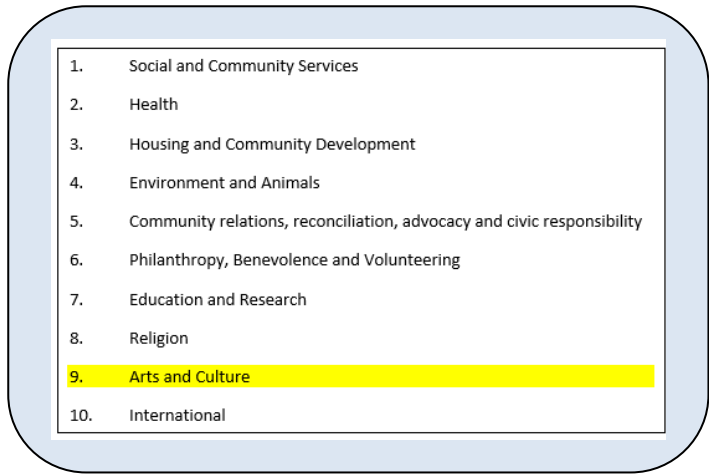 1. Social and Community Services
2. Health
3. Housing and Community Development
4. Environment and Animals
5. Community relations, reconciliation, advocacy and civic responsibility
6. Philanthropy, Benevolence and Volunteering
7. Education and Research
8. Religion
9. Arts and Culture
10. International